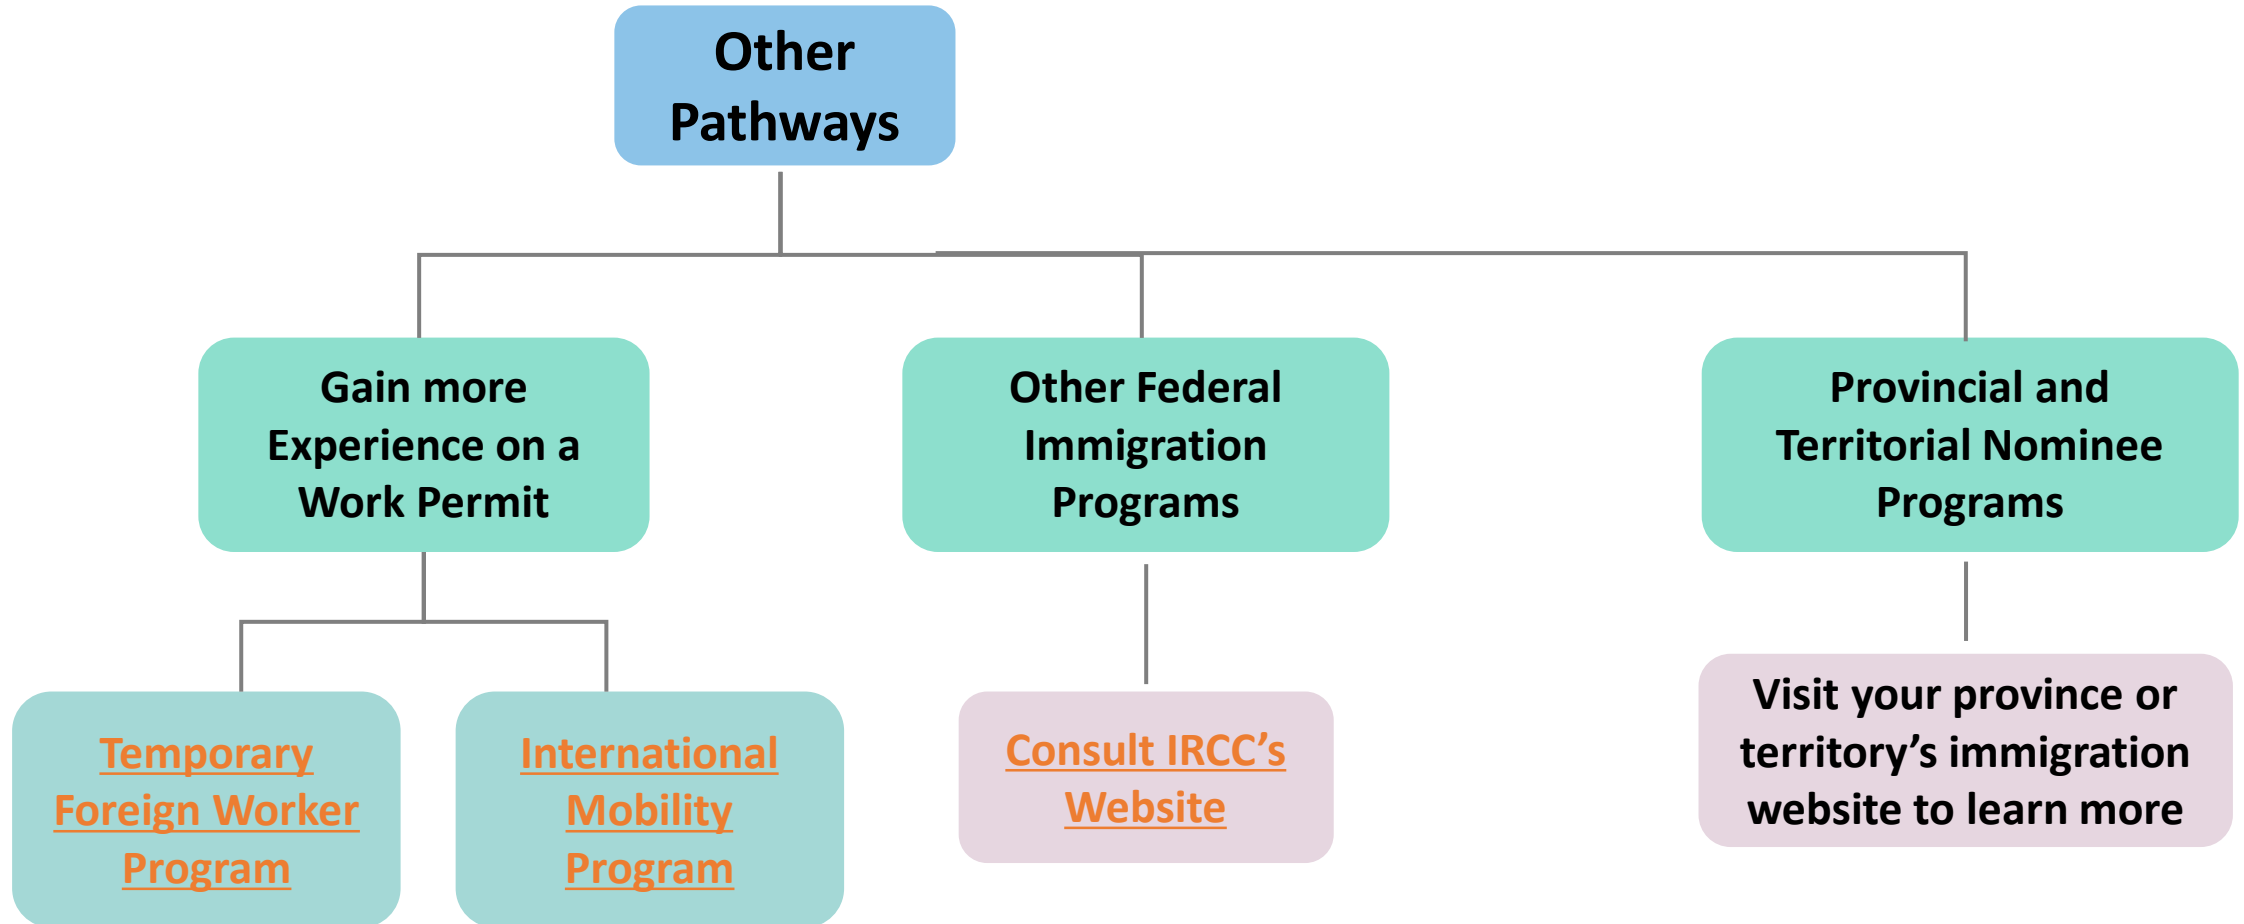 Other
Pathways
Gain more
Experience on a
Work Permit
Other Federal
Immigration
Programs
Provincial and
Territorial Nominee
Programs
Temporary
Foreign Worker
Program
International
Mobility
Program
Consult IRCC’s
Website
Visit your province or
territory’s immigration
website to learn more